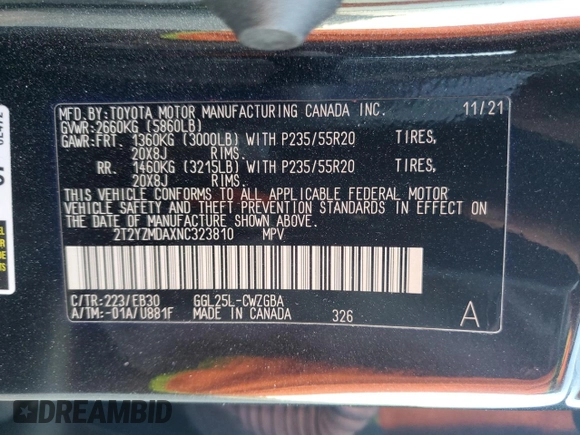 MFD.BY:TOYOTA MOTOR MANUFACTURING CANADA INC. 11/21
GVWR:2660KG (5860LB)
GAWR:FRT. 1360KG (3000LB) WITH P235/55R20 TIRES,
20X8J RIMS.
RR. 1460KG (3215LB) WITH P235/55R20 TIRES,
20X8J RIMS.
THIS VEHICLE CONFORMS TO ALL APPLICABLE FEDERAL MOTOR
VEHICLE SAFETY AND THEFT PREVENTION STANDARDS IN EFFECT ON
THE DATE OF MANUFACTURE SHOWN ABOVE.
2T2YZMDAXNC323810 MPV
C/TR:223/EB30 GGL25L-CWZGBA
A/TM:-01A/U881F MADE IN CANADA 326 A
DREAMBID